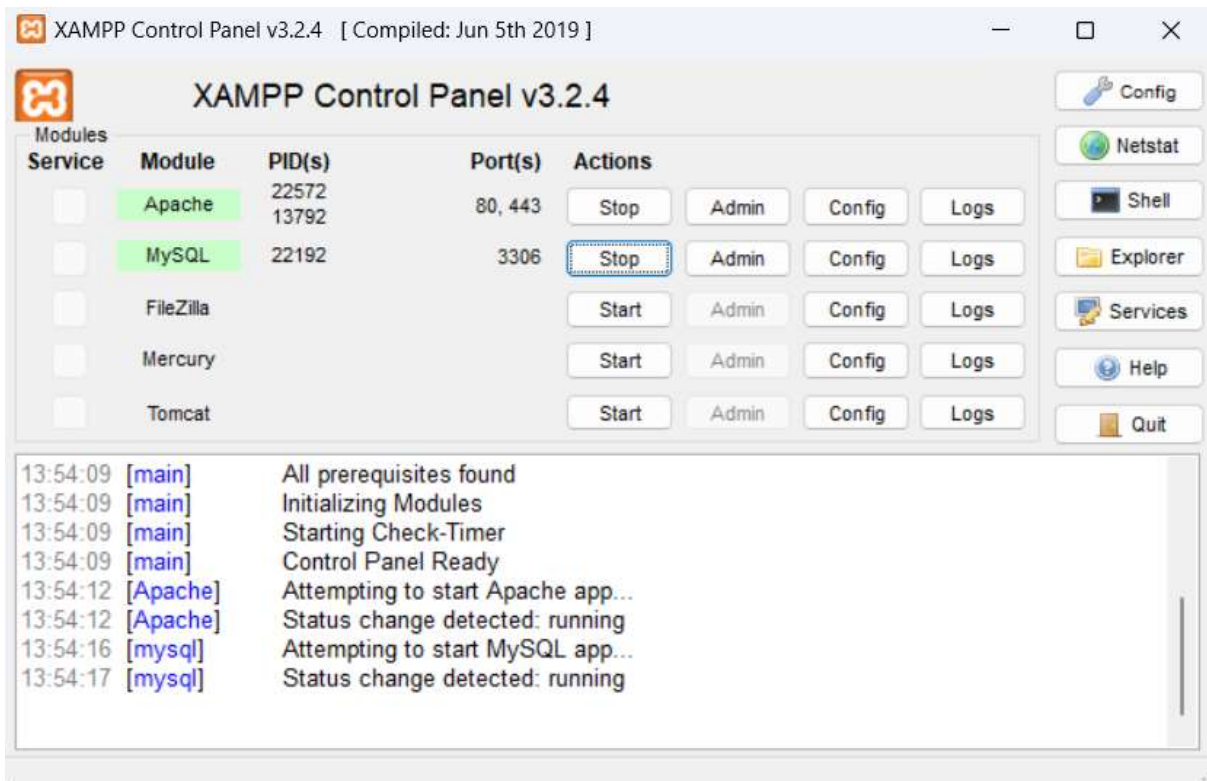 XAMPP Control Panel v3.2.4 [ Compiled: Jun 5th 2019 ]
XAMPP Control Panel v3.2.4
Config
Modules
Service Module PID(s) Port(s) Actions
Netstat
Apache 22572 13792 80, 443 Stop Admin Config Logs
Shell
MySQL 22192 3306 Stop Admin Config Logs
Explorer
FileZilla Start Admin Config Logs
Services
Mercury Start Admin Config Logs
Help
Tomcat Start Admin Config Logs
Quit
13:54:09 [main] All prerequisites found
13:54:09 [main] Initializing Modules
13:54:09 [main] Starting Check-Timer
13:54:09 [main] Control Panel Ready
13:54:12 [Apache] Attempting to start Apache app...
13:54:12 [Apache] Status change detected: running
13:54:16 [mysql] Attempting to start MySQL app...
13:54:17 [mysql] Status change detected: running